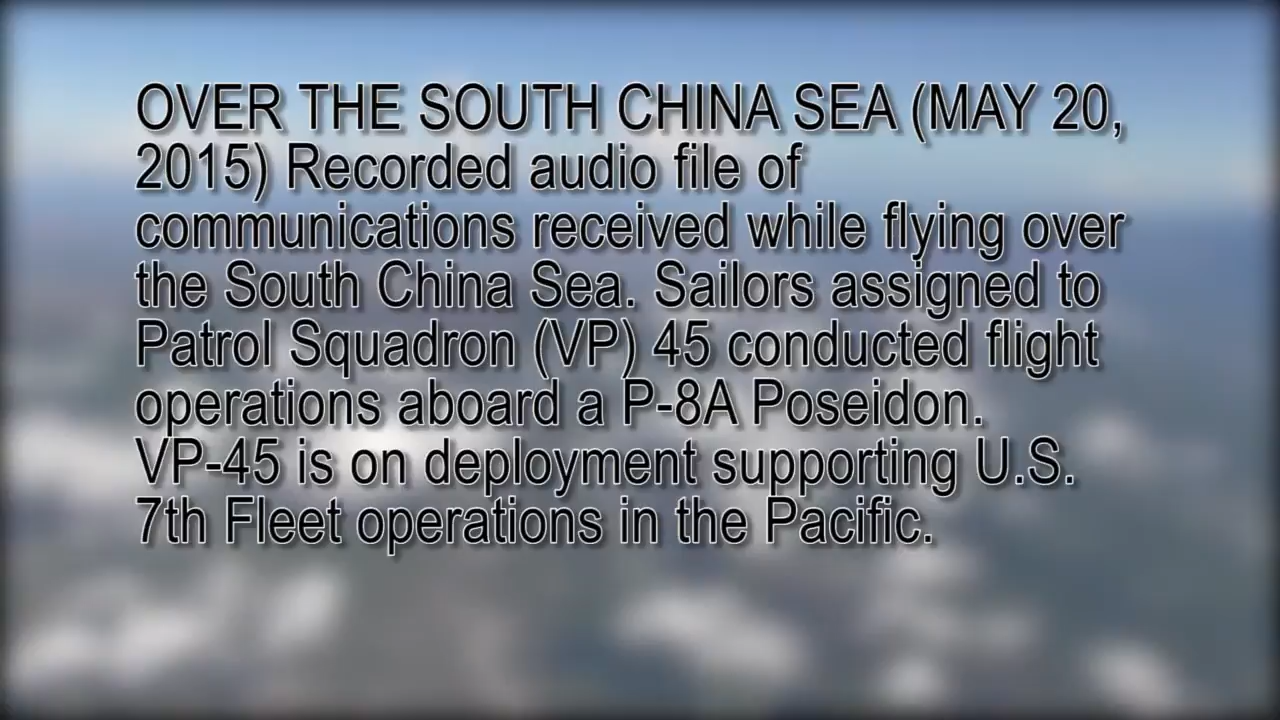 OVER THE SOUTH CHINA SEA (MAY 20,
2015) Recorded audio file of
communications received while flying over
the South China Sea. Sailors assigned to
Patrol Squadron (VP) 45 conducted flight
operations aboard a P-8A Poseidon.
VP-45 is on deployment supporting U.S.
7th Fleet operations in the Pacific.